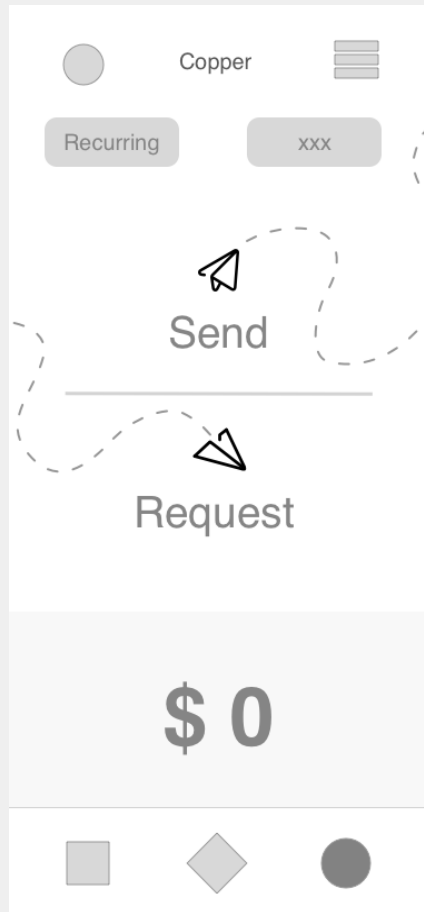 Copper
Recurring
xxx
Send
Request
$ 0